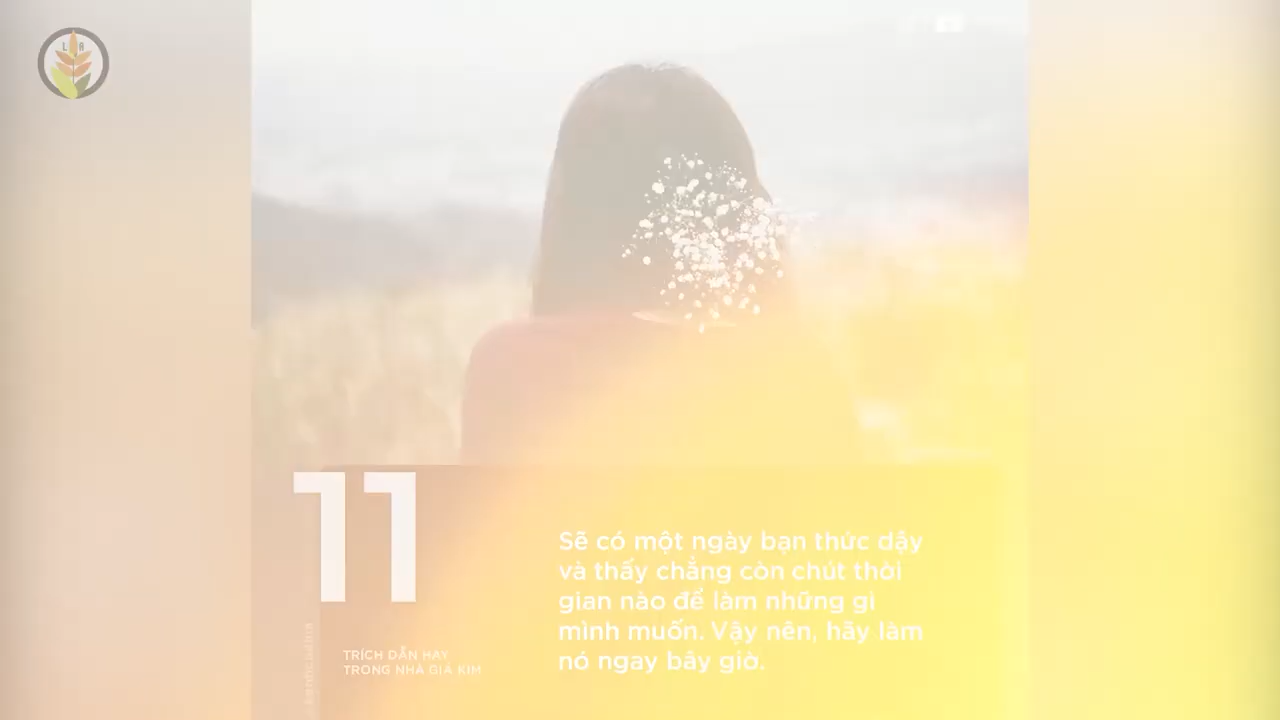 L A
11
TRÍCH DẪN HAY
TRONG NHÀ GIẢ KIM
Sẽ có một ngày bạn thức dậy
và thấy chẳng còn chút thời
gian nào để làm những gì
mình muốn. Vậy nên, hãy làm
nó ngay bây giờ.